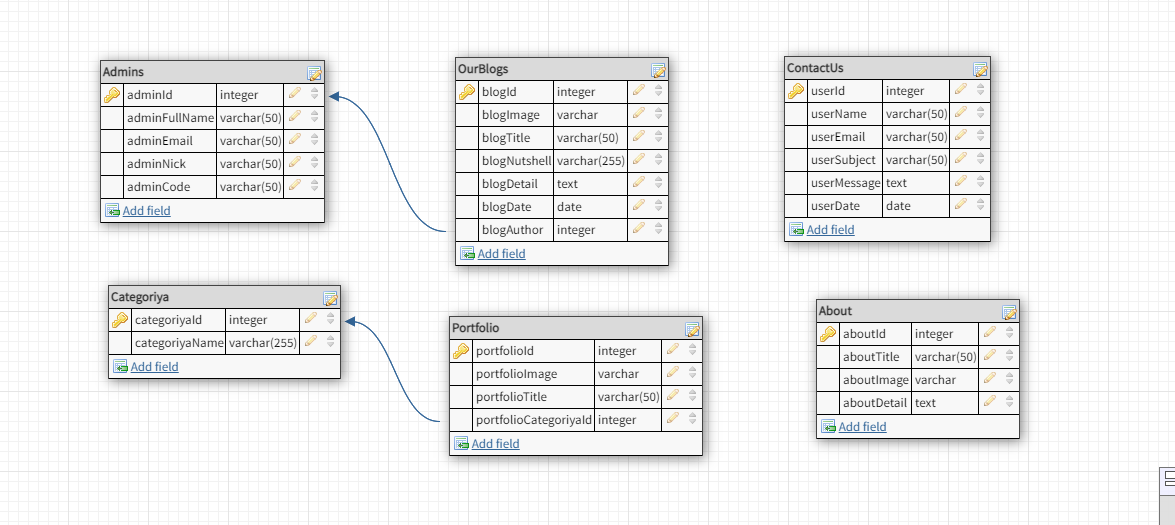 Admins
adminId integer
adminFullName varchar(50)
adminEmail varchar(50)
adminNick varchar(50)
adminCode varchar(50)
Add field
OurBlogs
blogId integer
blogImage varchar
blogTitle varchar(50)
blogNutshell varchar(255)
blogDetail text
blogDate date
blogAuthor integer
Add field
ContactUs
userId integer
userName varchar(50)
userEmail varchar(50)
userSubject varchar(50)
userMessage text
userDate date
Add field
Categoriya
categoriyaId integer
categoriyaName varchar(255)
Add field
Portfolio
portfolioId integer
portfolioImage varchar
portfolioTitle varchar(50)
portfolioCategoriyaId integer
Add field
About
aboutId integer
aboutTitle varchar(50)
aboutImage varchar
aboutDetail text
Add field